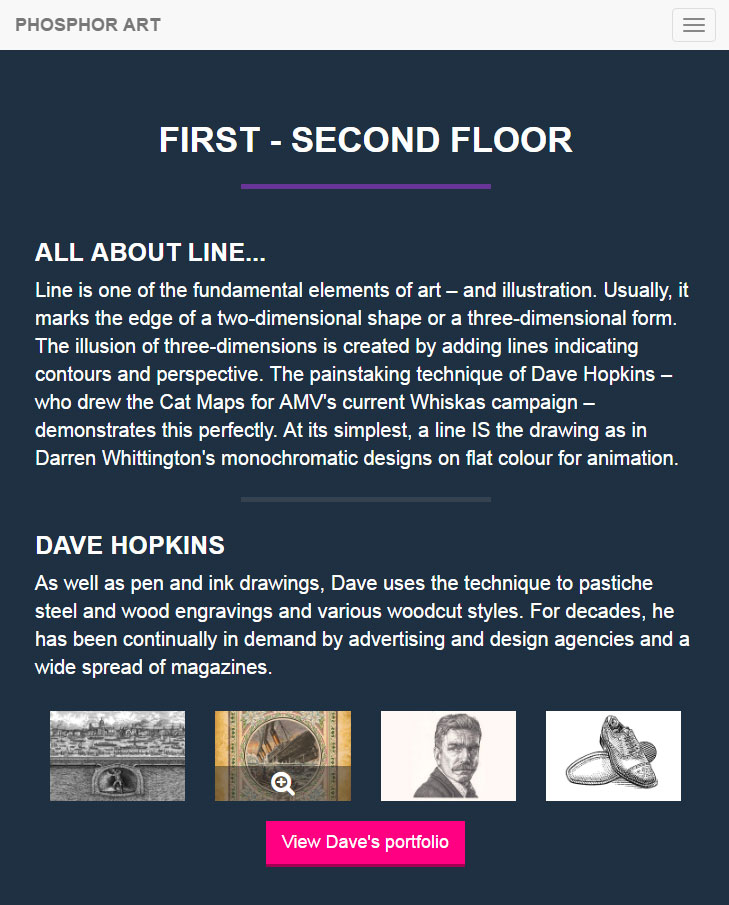 PHOSPHOR ART
FIRST - SECOND FLOOR
ALL ABOUT LINE...
Line is one of the fundamental elements of art – and illustration. Usually, it
marks the edge of a two-dimensional shape or a three-dimensional form.
The illusion of three-dimensions is created by adding lines indicating
contours and perspective. The painstaking technique of Dave Hopkins –
who drew the Cat Maps for AMV's current Whiskas campaign –
demonstrates this perfectly. At its simplest, a line IS the drawing as in
Darren Whittington's monochromatic designs on flat colour for animation.
DAVE HOPKINS
As well as pen and ink drawings, Dave uses the technique to pastiche
steel and wood engravings and various woodcut styles. For decades, he
has been continually in demand by advertising and design agencies and a
wide spread of magazines.
View Dave's portfolio